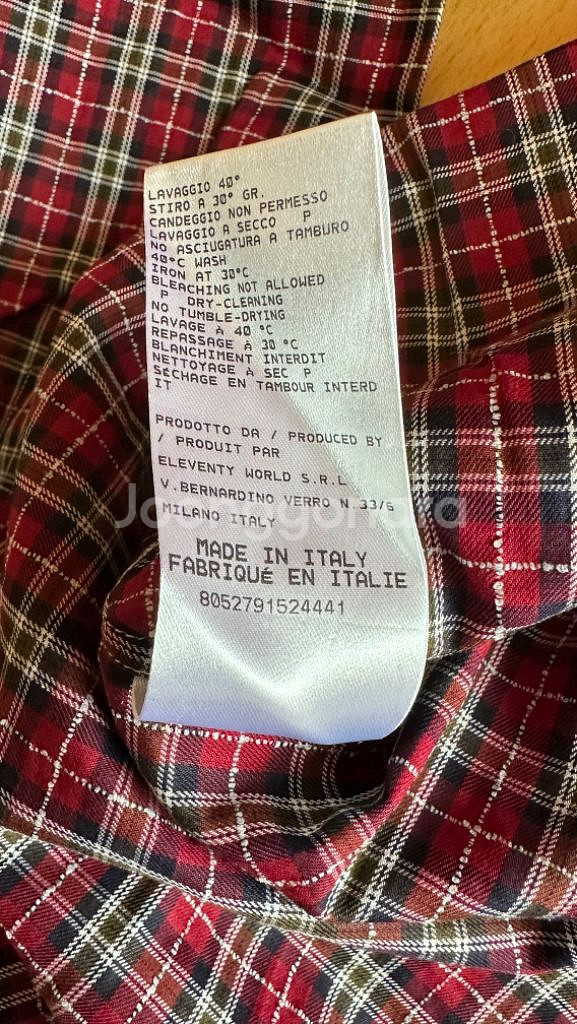 LAVAGGIO 40°
STIRO A 30° GR.
CANDEGGIO NON PERMESSO
LAVAGGIO A SECCO P
NO ASCIUGATURA A TAMBURO
40°C WASH
IRON AT 30°C
BLEACHING NOT ALLOWED
P DRY-CLEANING
NO TUMBLE-DRYING
LAVAGE À 40 °C
REPASSAGE à 30 °C
BLANCHIMENT INTERDIT
NETTOYAGE à SEC P
SéCHAGE EN TAMBOUR INTERD
IT
PRODOTTO DA / PRODUCED BY
/ PRODUIT PAR
ELEVENTY WORLD S.R.L
V.BERNARDINO VERRO N.33/6
MILANO ITALY
Joonggonara
MADE IN ITALY
FABRIQUé EN ITALIE
8052791524441